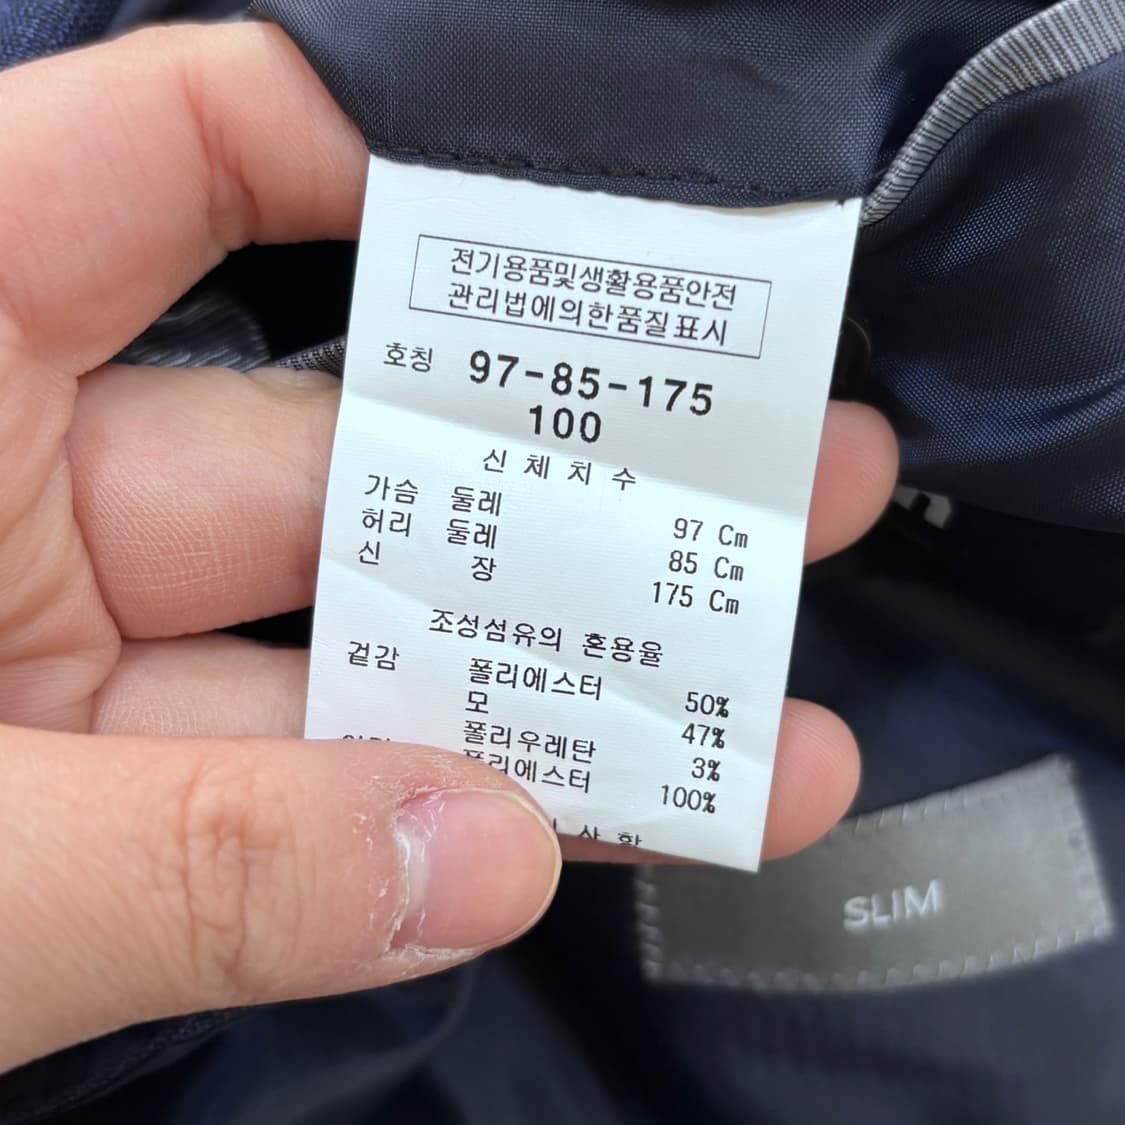 전기용품및생활용품안전
관리법에의한품질표시
호칭 97-85-175
100
신체치수
가슴 둘레 97 Cm
허리 둘레 85 Cm
신 장 175 Cm
조성섬유의 혼용율
겉감 폴리에스터 50%
모 47%
폴리우레탄 3%
폴리에스터 100%
사항
SLIM